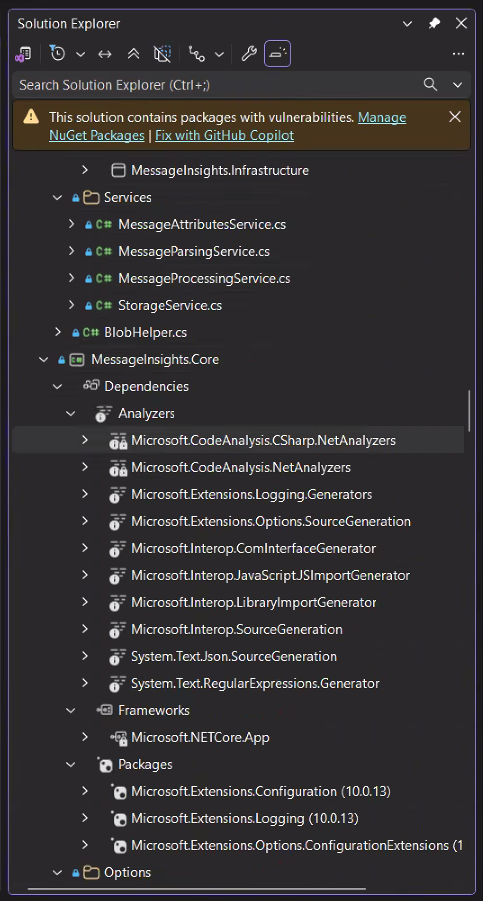 Solution Explorer
Search Solution Explorer (Ctrl+;)
This solution contains packages with vulnerabilities. Manage
NuGet Packages | Fix with GitHub Copilot
MessageInsights.Infrastructure
Services
C# MessageAttributesService.cs
C# MessageParsingService.cs
C# MessageProcessingService.cs
C# StorageService.cs
C# BlobHelper.cs
MessageInsights.Core
Dependencies
Analyzers
Microsoft.CodeAnalysis.CSharp.NetAnalyzers
Microsoft.CodeAnalysis.NetAnalyzers
Microsoft.Extensions.Logging.Generators
Microsoft.Extensions.Options.SourceGeneration
Microsoft.Interop.ComInterfaceGenerator
Microsoft.Interop.JavaScript.JSImportGenerator
Microsoft.Interop.LibraryImportGenerator
Microsoft.Interop.SourceGeneration
System.Text.Json.SourceGeneration
System.Text.RegularExpressions.Generator
Frameworks
Microsoft.NETCore.App
Packages
Microsoft.Extensions.Configuration (10.0.13)
Microsoft.Extensions.Logging (10.0.13)
Microsoft.Extensions.Options.ConfigurationExtensions (1
Options